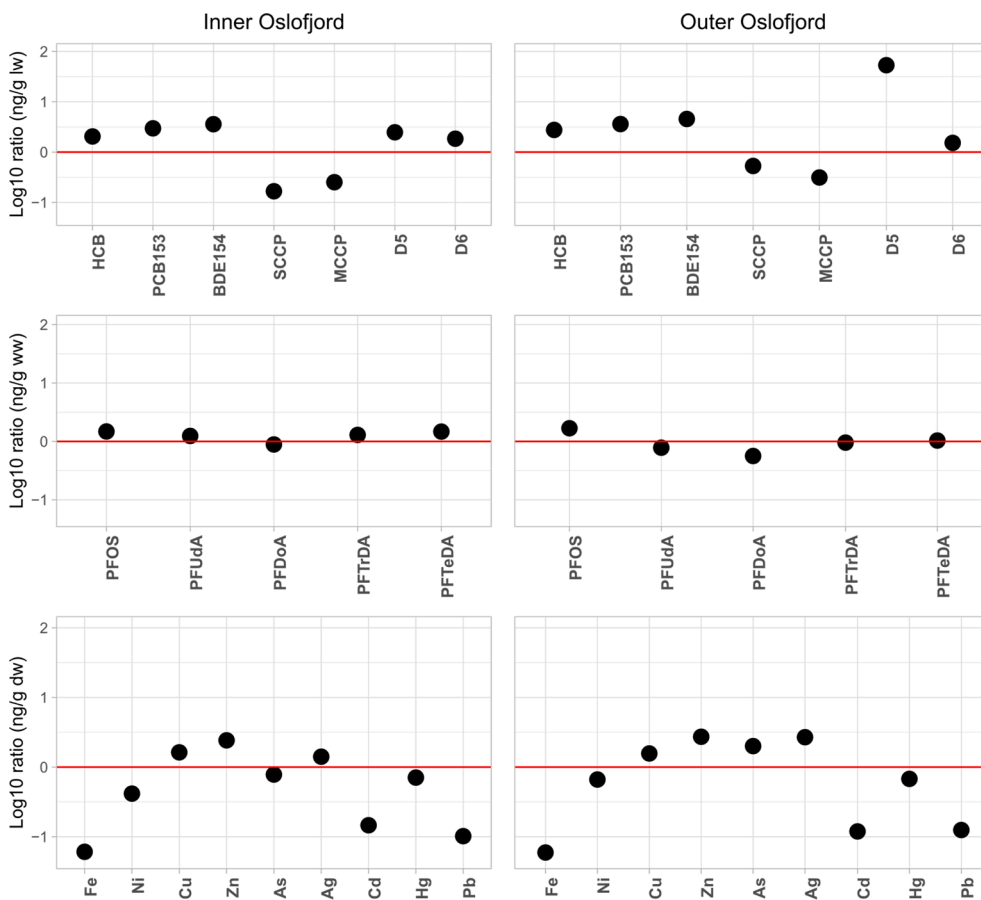 Inner Oslofjord
Outer Oslofjord
Log10 ratio (ng/g lw)
2
1
0
−1
HCB
PCB153
BDE154
SCCP
MCCP
D5
D6
HCB
PCB153
BDE154
SCCP
MCCP
D5
D6
Log10 ratio (ng/g ww)
2
1
0
−1
PFOS
PFUdA
PFDoA
PFTrDA
PFTeDA
PFOS
PFUdA
PFDoA
PFTrDA
PFTeDA
Log10 ratio (ng/g dw)
2
1
0
−1
Fe
Ni
Cu
Zn
As
Ag
Cd
Hg
Pb
Fe
Ni
Cu
Zn
As
Ag
Cd
Hg
Pb